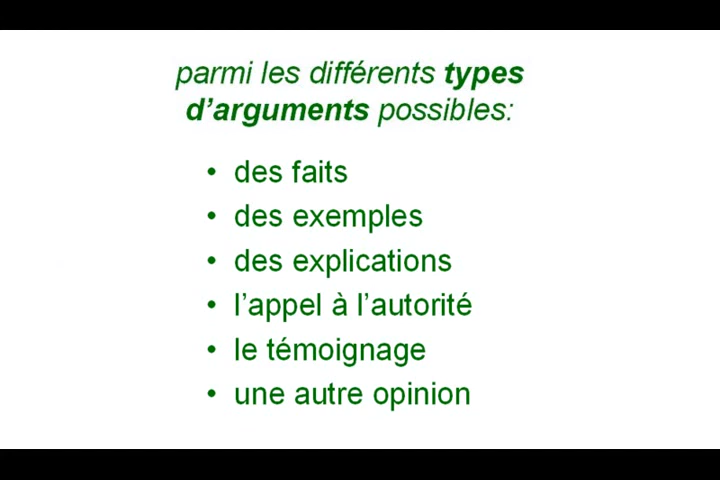 parmi les différents types
d’arguments possibles:
• des faits
• des exemples
• des explications
• l’appel à l’autorité
• le témoignage
• une autre opinion